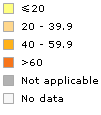 ≤20
20 - 39.9
40 - 59.9
>60
Not applicable
No data